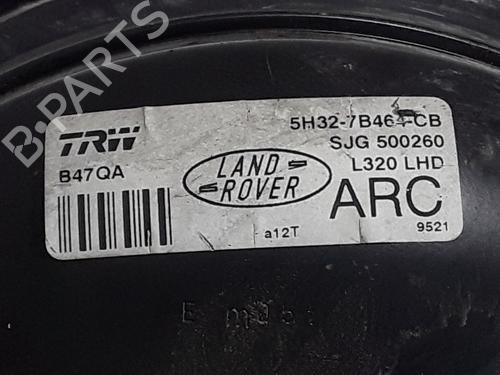 B-PARTS
TRW
B47QA
LAND
ROVER
a12T
5H32-7B464-CB
SJG 500260
L320 LHD
ARC
9521